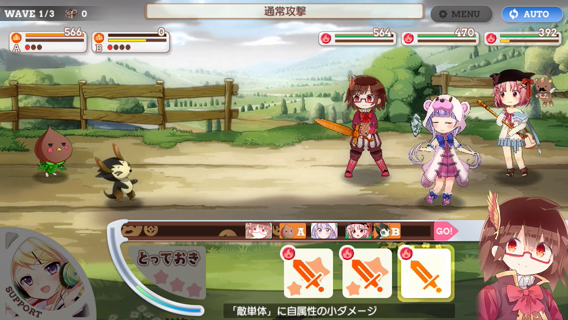 WAVE 1/3
0
通常攻撃
MENU
AUTO
566
0
564
470
392
A
B
A
B
GO!
とっておき
SUPPORT
「敵単体」に自属性の小ダメージ